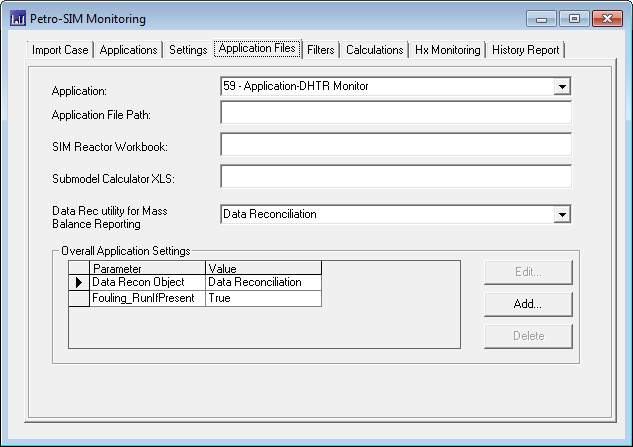 Petro-SIM Monitoring
Import Case Applications Settings Application Files Filters Calculations Hx Monitoring History Report
Application: 59 - Application-DHTR Monitor
Application File Path:
SIM Reactor Workbook:
Submodel Calculator XLS:
Data Rec utility for Mass
Balance Reporting
Data Reconciliation
Overall Application Settings
Parameter Value
Data Recon Object Data Reconciliation
Fouling_RunIfPresent True
Edit...
Add...
Delete